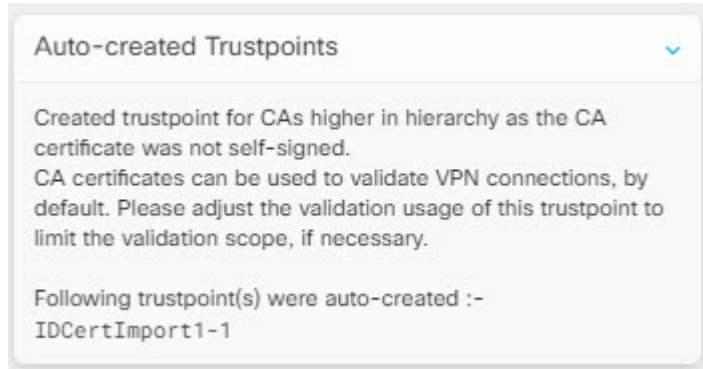 Auto-created Trustpoints
Created trustpoint for CAs higher in hierarchy as the CA
certificate was not self-signed.
CA certificates can be used to validate VPN connections, by
default. Please adjust the validation usage of this trustpoint to
limit the validation scope, if necessary.
Following trustpoint(s) were auto-created :-
IDCertImport1-1